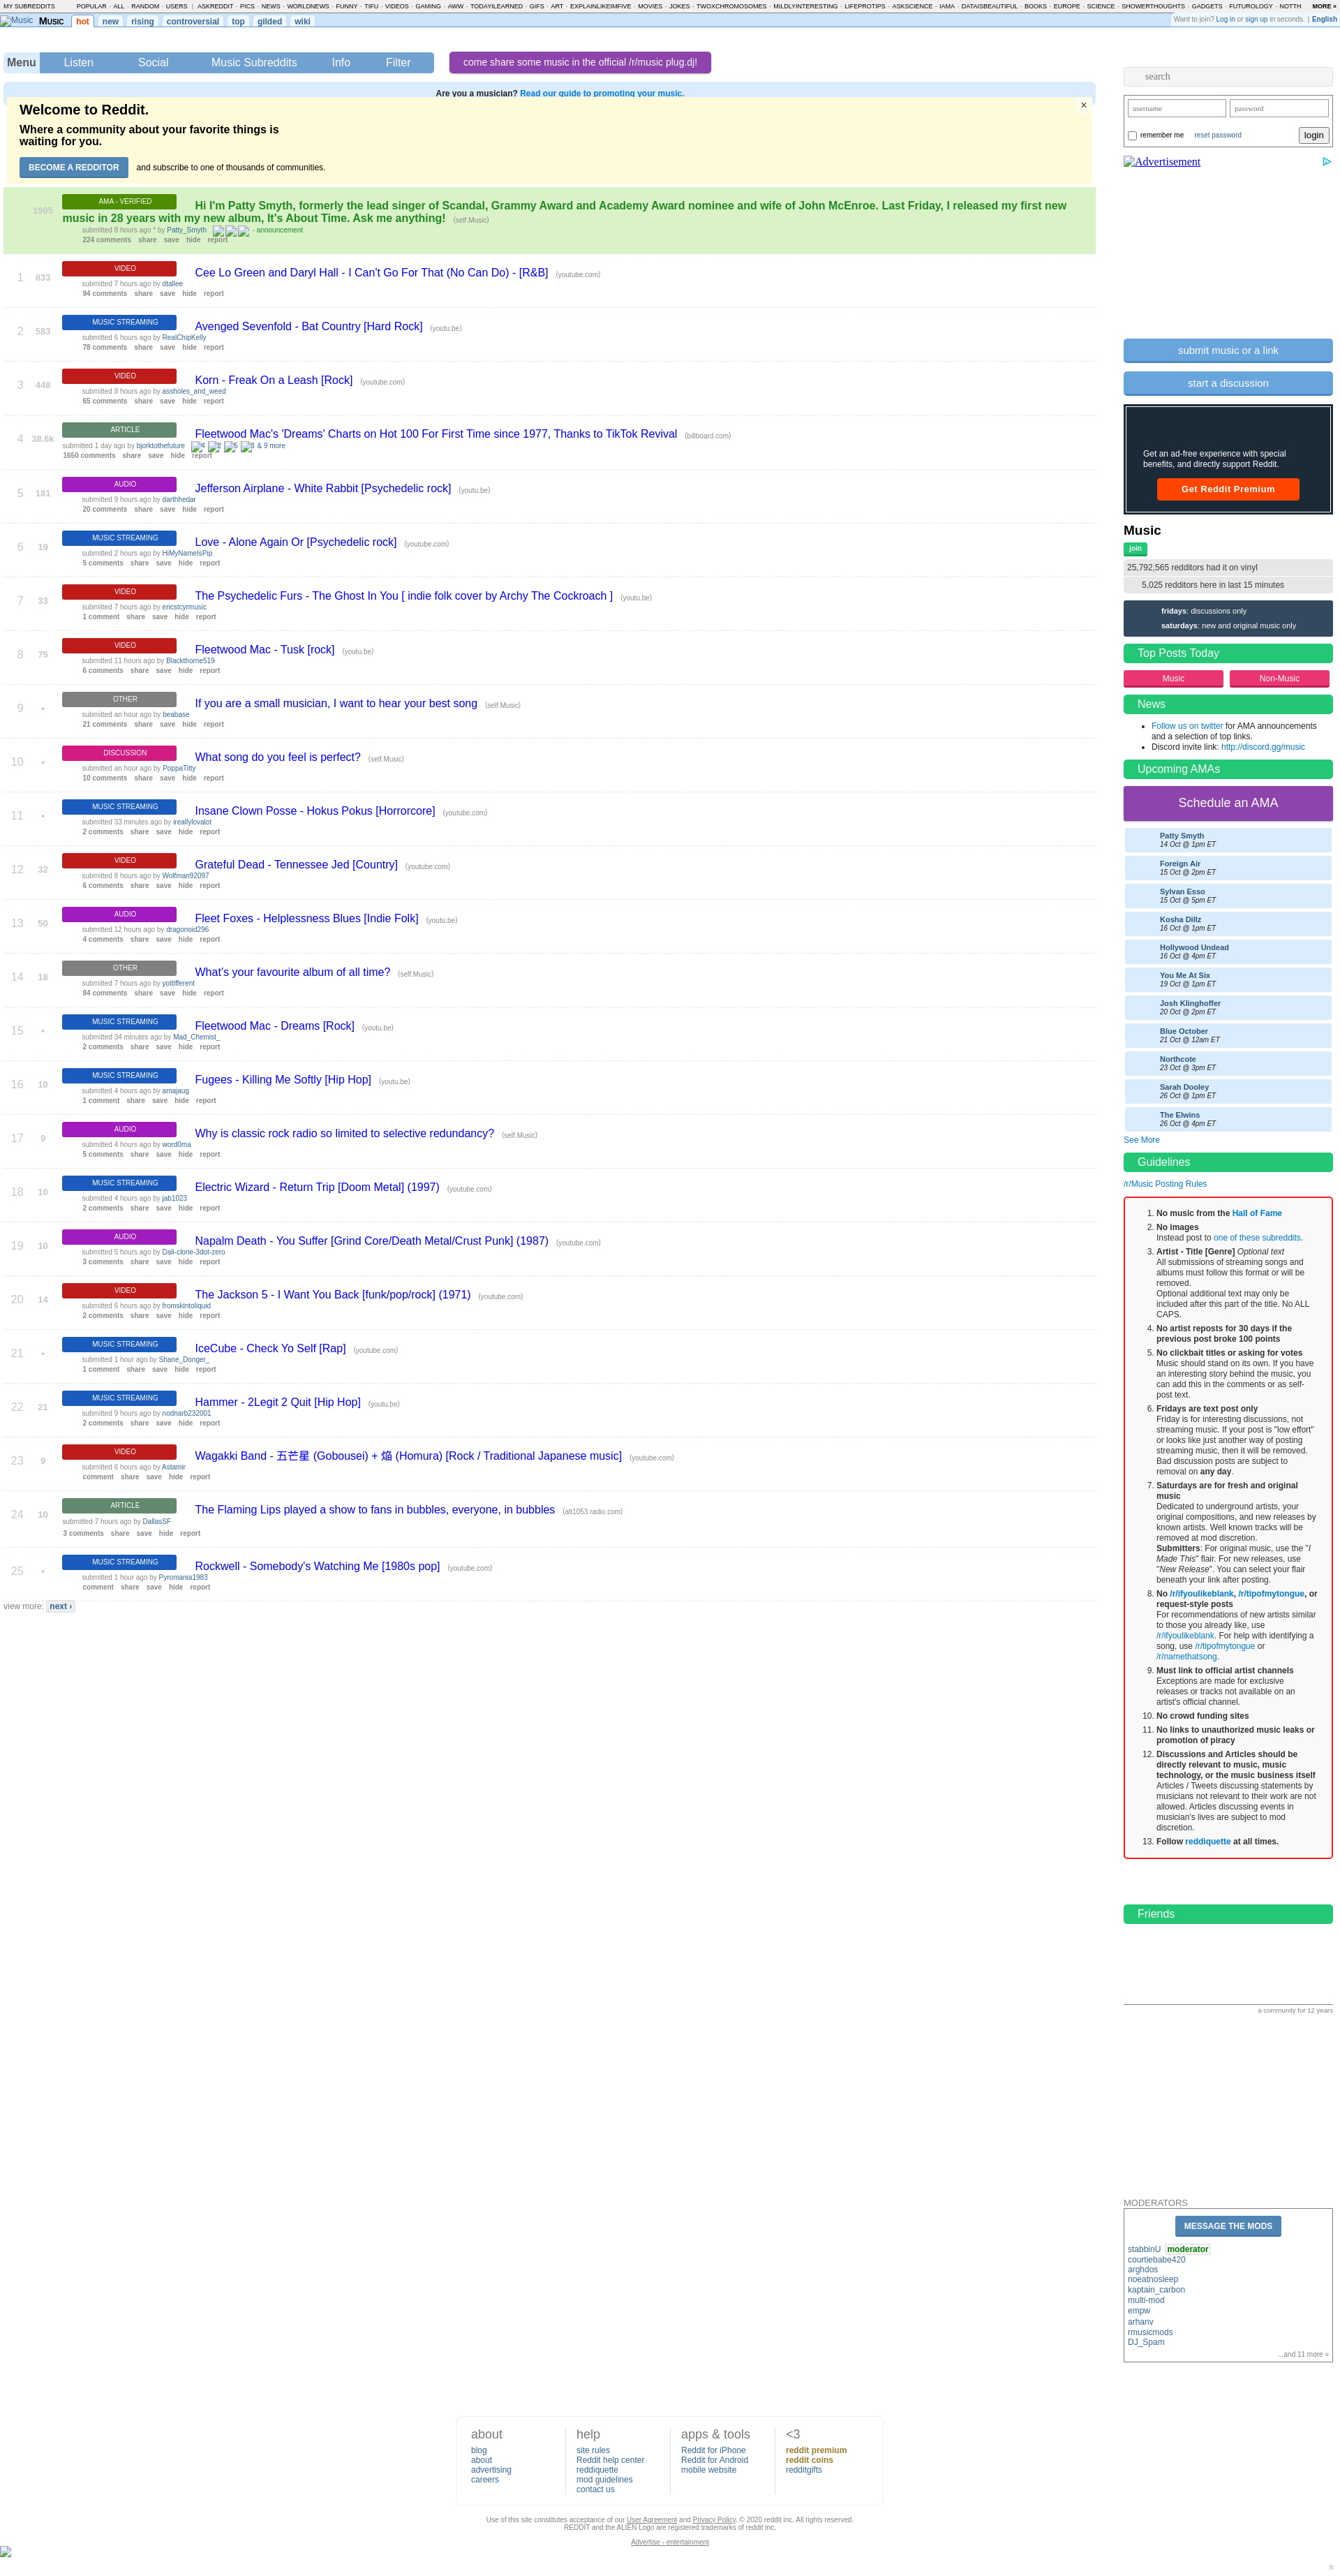 MY SUBREDDITS POPULAR - ALL - RANDOM - USERS | ASKREDDIT - PICS - NEWS - WORLDNEWS - FUNNY - TIFU - VIDEOS - GAMING - AWW - TODAYILEARNED - GIFS - ART - EXPLAINLIKEIMFIVE - MOVIES - JOKES - TWOXCHROMOSOMES - MILDLYINTERESTING - LIFEPROTIPS - ASKSCIENCE - IAMA - DATAISBEAUTIFUL - BOOKS - EUROPE - SCIENCE - SHOWERTHOUGHTS - GADGETS - FUTUROLOGY - NOTTH MORE »
Music MUSIC hot new rising controversial top gilded wiki
Want to join? Log in or sign up in seconds. | English
Menu Listen Social Music Subreddits Info Filter
come share some music in the official /r/music plug.dj!
Are you a musician? Read our guide to promoting your music.
Welcome to Reddit.
×
Where a community about your favorite things is
waiting for you.
BECOME A REDDITOR and subscribe to one of thousands of communities.
1995 AMA - VERIFIED Hi I'm Patty Smyth, formerly the lead singer of Scandal, Grammy Award and Academy Award nominee and wife of John McEnroe. Last Friday, I released my first new
music in 28 years with my new album, It's About Time. Ask me anything! (self.Music)
submitted 8 hours ago * by Patty_Smyth - announcement
224 comments share save hide report
1 833 VIDEO Cee Lo Green and Daryl Hall - I Can't Go For That (No Can Do) - [R&B] (youtube.com)
submitted 7 hours ago by dtallee
94 comments share save hide report
2 583 MUSIC STREAMING Avenged Sevenfold - Bat Country [Hard Rock] (youtu.be)
submitted 6 hours ago by RealChipKelly
78 comments share save hide report
3 448 VIDEO Korn - Freak On a Leash [Rock] (youtube.com)
submitted 8 hours ago by assholes_and_weed
65 comments share save hide report
4 38.6k ARTICLE Fleetwood Mac's 'Dreams' Charts on Hot 100 For First Time since 1977, Thanks to TikTok Revival (billboard.com)
submitted 1 day ago by bjorktothefuture 4 2 5 3 & 9 more
1650 comments share save hide report
5 181 AUDIO Jefferson Airplane - White Rabbit [Psychedelic rock] (youtu.be)
submitted 9 hours ago by darthhedar
20 comments share save hide report
6 19 MUSIC STREAMING Love - Alone Again Or [Psychedelic rock] (youtube.com)
submitted 2 hours ago by HiMyNameIsPip
5 comments share save hide report
7 33 VIDEO The Psychedelic Furs - The Ghost In You [ indie folk cover by Archy The Cockroach ] (youtu.be)
submitted 7 hours ago by ericstcyrmusic
1 comment share save hide report
8 75 VIDEO Fleetwood Mac - Tusk [rock] (youtu.be)
submitted 11 hours ago by Blackthorne519
6 comments share save hide report
9 • OTHER If you are a small musician, I want to hear your best song (self.Music)
submitted an hour ago by beabase
21 comments share save hide report
10 • DISCUSSION What song do you feel is perfect? (self.Music)
submitted an hour ago by PoppaTitty
10 comments share save hide report
11 • MUSIC STREAMING Insane Clown Posse - Hokus Pokus [Horrorcore] (youtube.com)
submitted 33 minutes ago by ireallylovalot
2 comments share save hide report
12 32 VIDEO Grateful Dead - Tennessee Jed [Country] (youtube.com)
submitted 8 hours ago by Wolfman92097
6 comments share save hide report
13 50 AUDIO Fleet Foxes - Helplessness Blues [Indie Folk] (youtu.be)
submitted 12 hours ago by dragonoid296
4 comments share save hide report
14 18 OTHER What's your favourite album of all time? (self.Music)
submitted 7 hours ago by yottifferent
84 comments share save hide report
15 • MUSIC STREAMING Fleetwood Mac - Dreams [Rock] (youtu.be)
submitted 34 minutes ago by Mad_Chemist_
2 comments share save hide report
16 10 MUSIC STREAMING Fugees - Killing Me Softly [Hip Hop] (youtu.be)
submitted 4 hours ago by amajaug
1 comment share save hide report
17 9 AUDIO Why is classic rock radio so limited to selective redundancy? (self.Music)
submitted 4 hours ago by word0ma
5 comments share save hide report
18 10 MUSIC STREAMING Electric Wizard - Return Trip [Doom Metal] (1997) (youtube.com)
submitted 4 hours ago by jab1023
2 comments share save hide report
19 10 AUDIO Napalm Death - You Suffer [Grind Core/Death Metal/Crust Punk] (1987) (youtube.com)
submitted 5 hours ago by Dali-clone-3dot-zero
3 comments share save hide report
20 14 VIDEO The Jackson 5 - I Want You Back [funk/pop/rock] (1971) (youtube.com)
submitted 6 hours ago by fromskintoliquid
2 comments share save hide report
21 • MUSIC STREAMING IceCube - Check Yo Self [Rap] (youtube.com)
submitted 1 hour ago by Shane_Donger_
1 comment share save hide report
22 21 MUSIC STREAMING Hammer - 2Legit 2 Quit [Hip Hop] (youtu.be)
submitted 9 hours ago by nodnarb232001
2 comments share save hide report
23 9 VIDEO Wagakki Band - 五芒星 (Gobousei) + 焔 (Homura) [Rock / Traditional Japanese music] (youtube.com)
submitted 6 hours ago by Astamir
comment share save hide report
24 10 ARTICLE The Flaming Lips played a show to fans in bubbles, everyone, in bubbles (alt1053.radio.com)
submitted 7 hours ago by DallasSF
3 comments share save hide report
25 • MUSIC STREAMING Rockwell - Somebody's Watching Me [1980s pop] (youtube.com)
submitted 1 hour ago by Pyromania1983
comment share save hide report
view more: next ›
search
username password
remember me reset password login
Advertisement
submit music or a link
start a discussion
Get an ad-free experience with special
benefits, and directly support Reddit.
Get Reddit Premium
Music
join
25,792,565 redditors had it on vinyl
5,025 redditors here in last 15 minutes
fridays: discussions only
saturdays: new and original music only
Top Posts Today
Music Non-Music
News
• Follow us on twitter for AMA announcements
and a selection of top links.
• Discord invite link: http://discord.gg/music
Upcoming AMAs
Schedule an AMA
Patty Smyth
14 Oct @ 1pm ET
Foreign Air
15 Oct @ 2pm ET
Sylvan Esso
15 Oct @ 5pm ET
Kosha Dillz
16 Oct @ 1pm ET
Hollywood Undead
16 Oct @ 4pm ET
You Me At Six
19 Oct @ 1pm ET
Josh Klinghoffer
20 Oct @ 2pm ET
Blue October
21 Oct @ 12am ET
Northcote
23 Oct @ 3pm ET
Sarah Dooley
26 Oct @ 1pm ET
The Elwins
26 Oct @ 4pm ET
See More
Guidelines
/r/Music Posting Rules
1. No music from the Hall of Fame
2. No images
Instead post to one of these subreddits.
3. Artist - Title [Genre] Optional text
All submissions of streaming songs and
albums must follow this format or will be
removed.
Optional additional text may only be
included after this part of the title. No ALL
CAPS.
4. No artist reposts for 30 days if the
previous post broke 100 points
5. No clickbait titles or asking for votes
Music should stand on its own. If you have
an interesting story behind the music, you
can add this in the comments or as self-
post text.
6. Fridays are text post only
Friday is for interesting discussions, not
streaming music. If your post is "low effort"
or looks like just another way of posting
streaming music, then it will be removed.
Bad discussion posts are subject to
removal on any day.
7. Saturdays are for fresh and original
music
Dedicated to underground artists, your
original compositions, and new releases by
known artists. Well known tracks will be
removed at mod discretion.
Submitters: For original music, use the "I
Made This" flair. For new releases, use
"New Release". You can select your flair
beneath your link after posting.
8. No /r/ifyoulikeblank, /r/tipofmytongue, or
request-style posts
For recommendations of new artists similar
to those you already like, use
/r/ifyoulikeblank. For help with identifying a
song, use /r/tipofmytongue or
/r/namethatsong.
9. Must link to official artist channels
Exceptions are made for exclusive
releases or tracks not available on an
artist's official channel.
10. No crowd funding sites
11. No links to unauthorized music leaks or
promotion of piracy
12. Discussions and Articles should be
directly relevant to music, music
technology, or the music business itself
Articles / Tweets discussing statements by
musicians not relevant to their work are not
allowed. Articles discussing events in
musician's lives are subject to mod
discretion.
13. Follow reddiquette at all times.
Friends
a community for 12 years
MODERATORS
MESSAGE THE MODS
stabbinU moderator
courtiebabe420
arghdos
noeatnosleep
kaptain_carbon
multi-mod
empw
arhanv
rmusicmods
DJ_Spam
...and 11 more »
about
blog
about
advertising
careers
help
site rules
Reddit help center
reddiquette
mod guidelines
contact us
apps & tools
Reddit for iPhone
Reddit for Android
mobile website
<3
reddit premium
reddit coins
redditgifts
Use of this site constitutes acceptance of our User Agreement and Privacy Policy. © 2020 reddit inc. All rights reserved.
REDDIT and the ALIEN Logo are registered trademarks of reddit inc.
Advertise - entertainment
π